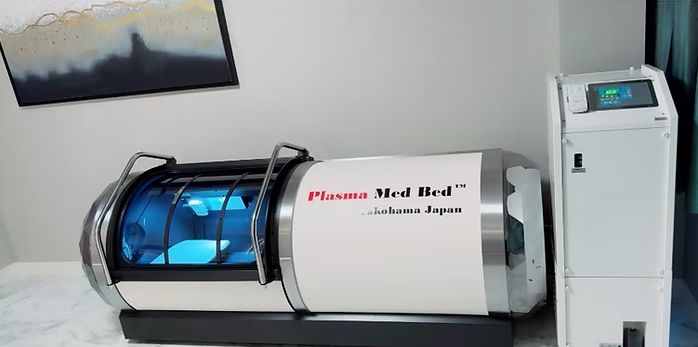 Plasma Med Bed™
Yokohama Japan